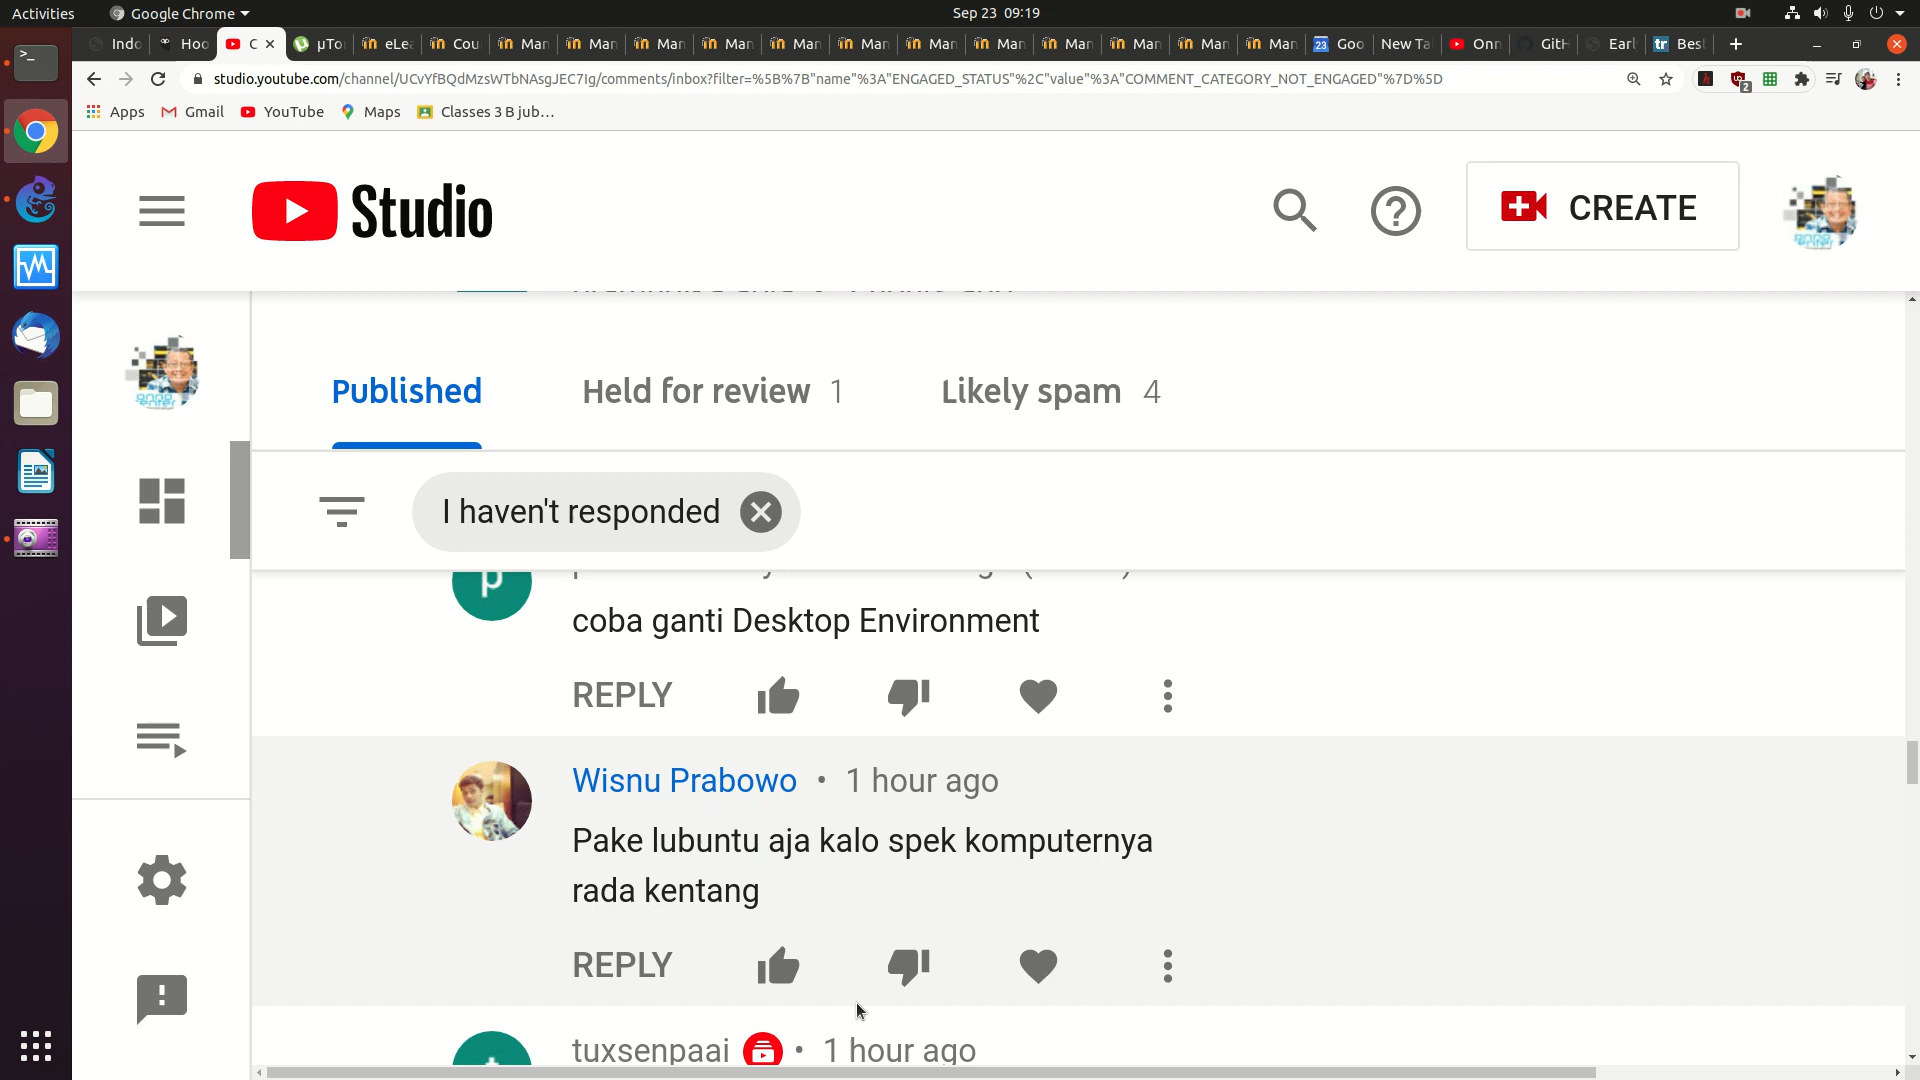 Activities
Google Chrome
Sep 23 09:19
Indo
Hoo
C
µTo
eLea
Cou
Man
Man
Man
Man
Man
Man
Man
Man
Man
Man
Man
Man
23
Goo
New Ta
Onn
GitH
Earl
tr
Best
studio.youtube.com/channel/UCvYfBQdMzsWTbNAsgJEC7Ig/comments/inbox?filter=%5B%7B"name"%3A"ENGAGED_STATUS"%2C"value"%3A"COMMENT_CATEGORY_NOT_ENGAGED"%7D%5D
2
Apps
Gmail
YouTube
Maps
Classes 3 B jub...
Studio
CREATE
Published
Held for review 1
Likely spam 4
I haven't responded
p
coba ganti Desktop Environment
REPLY
Wisnu Prabowo • 1 hour ago
Pake lubuntu aja kalo spek komputernya
rada kentang
REPLY
tuxsenpaai • 1 hour ago